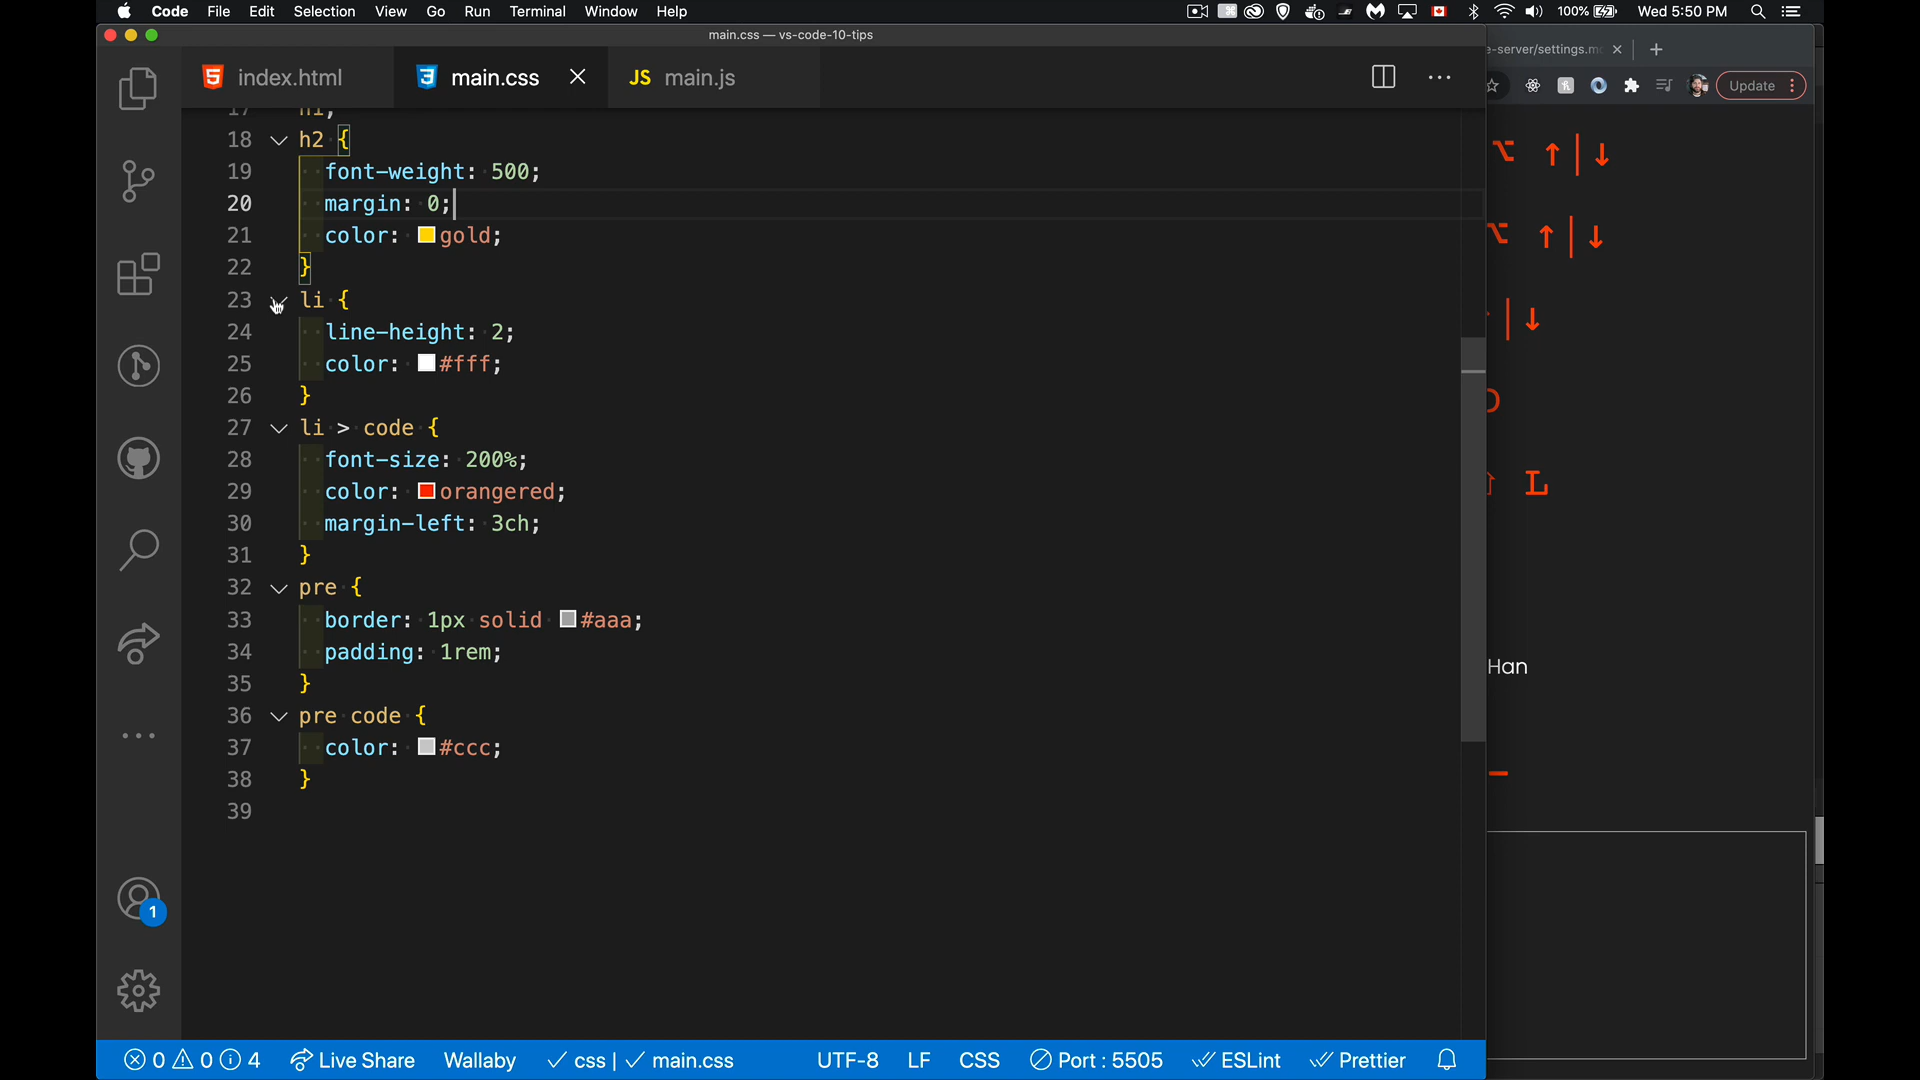 Code File Edit Selection View Go Run Terminal Window Help 100% Wed 5:50 PM
main.css — vs-code-10-tips
index.html main.css JS main.js
e-server/settings.md
Update
h1,
18 h2 {
19 font-weight: 500;
20 margin: 0;
21 color: gold;
22 }
23 li {
24 line-height: 2;
25 color: #fff;
26 }
27 li > code {
28 font-size: 200%;
29 color: orangered;
30 margin-left: 3ch;
31 }
32 pre {
33 border: 1px solid #aaa;
34 padding: 1rem;
35 }
36 pre code {
37 color: #ccc;
38 }
39
⌥ ↑|↓
⌥ ↑|↓
|↓
D
⇧ L
Han
1
0 0 4 Live Share Wallaby ✓ css | ✓ main.css UTF-8 LF CSS Port : 5505 ESLint Prettier